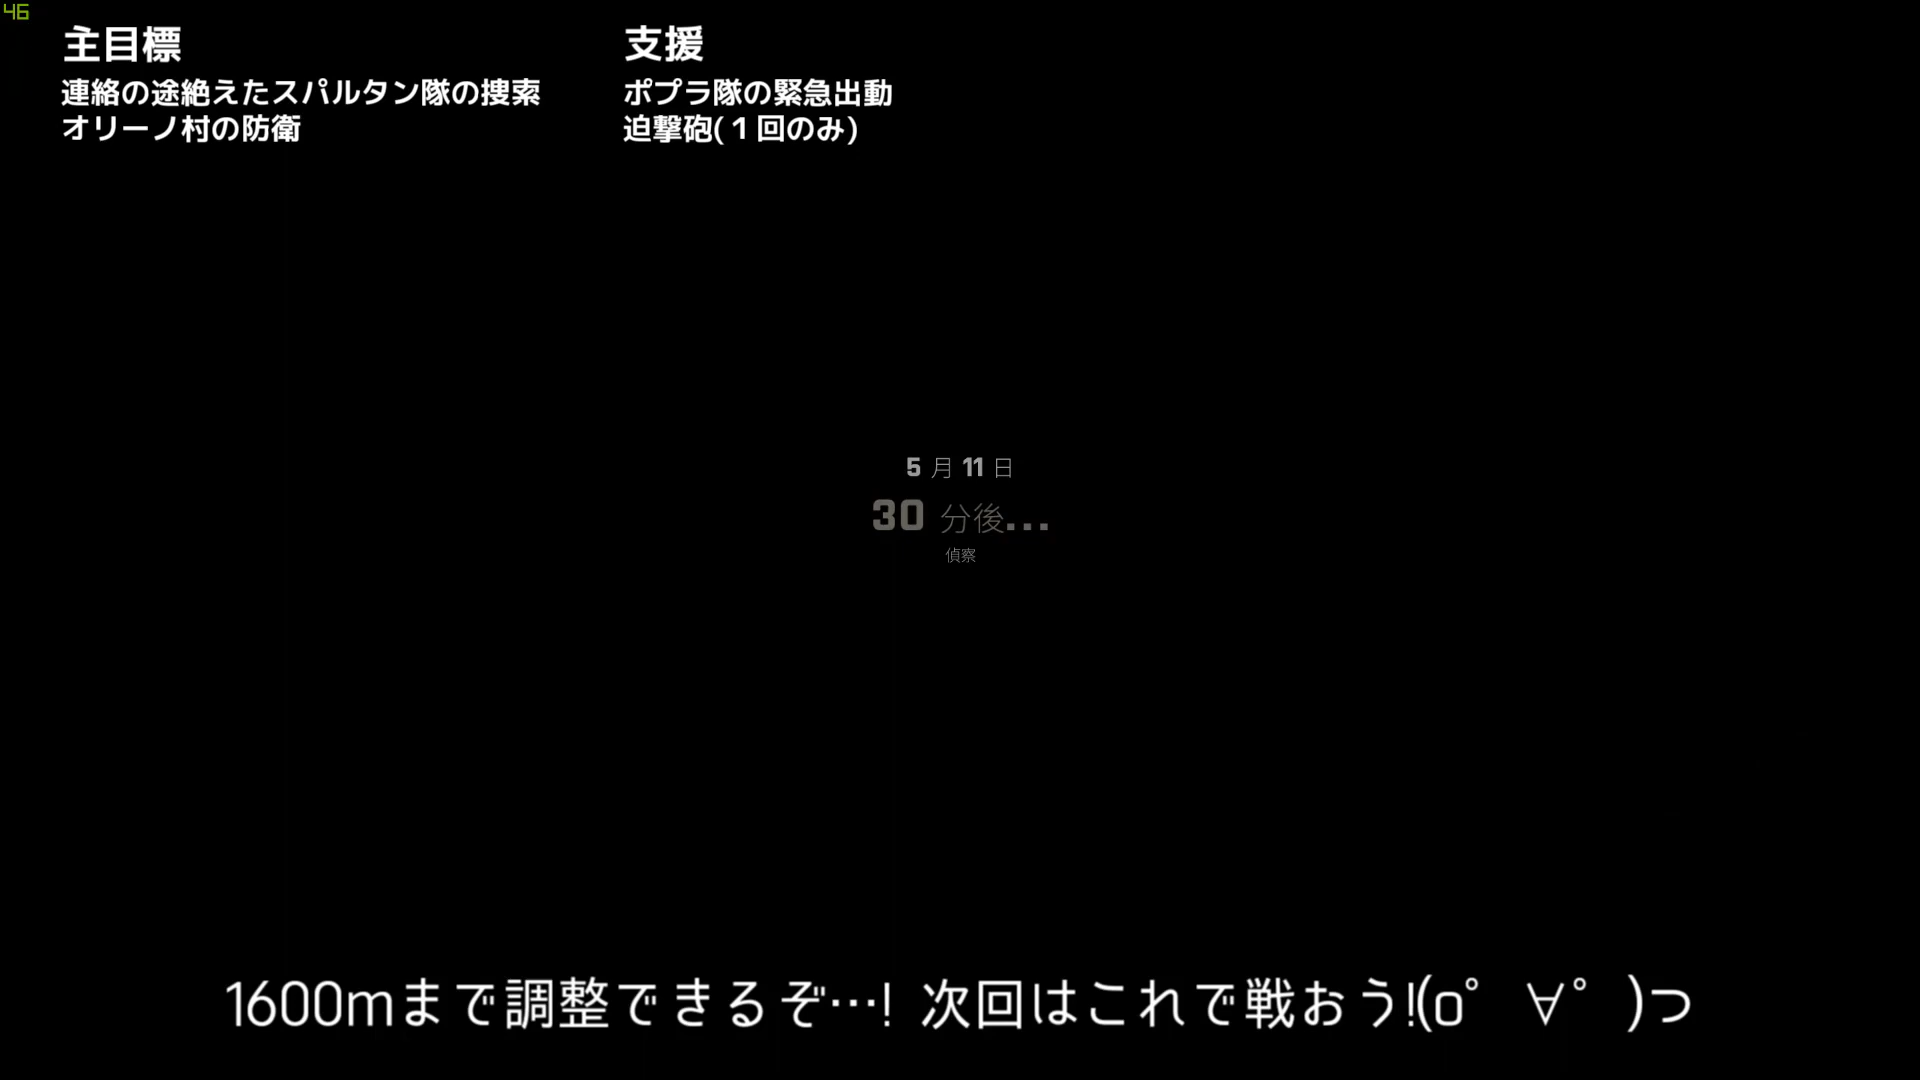 46
主目標
連絡の途絶えたスパルタン隊の捜索
オリーノ村の防衛
支援
ポプラ隊の緊急出動
迫撃砲(１回のみ)
5 月 11 日
30 分後...
偵察
1600mまで調整できるぞ…! 次回はこれで戦おう!(oﾟ ∀ﾟ )つ